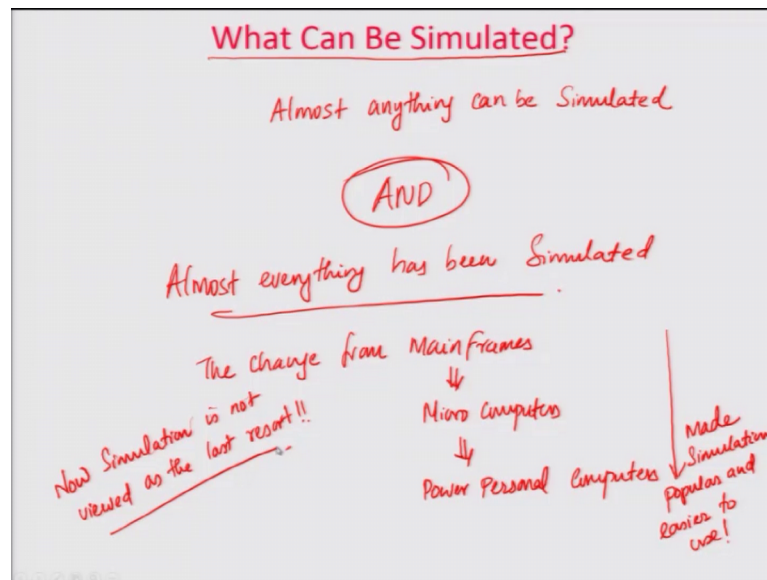 What Can Be Simulated?
Almost anything can be Simulated
AND
Almost everything has been Simulated
The change from Mainframes
⇓
Micro Computers
⇓
Power Personal Computers
Made
Simulation
popular and
easier to
use!
Now Simulation is not
viewed as the last resort!!